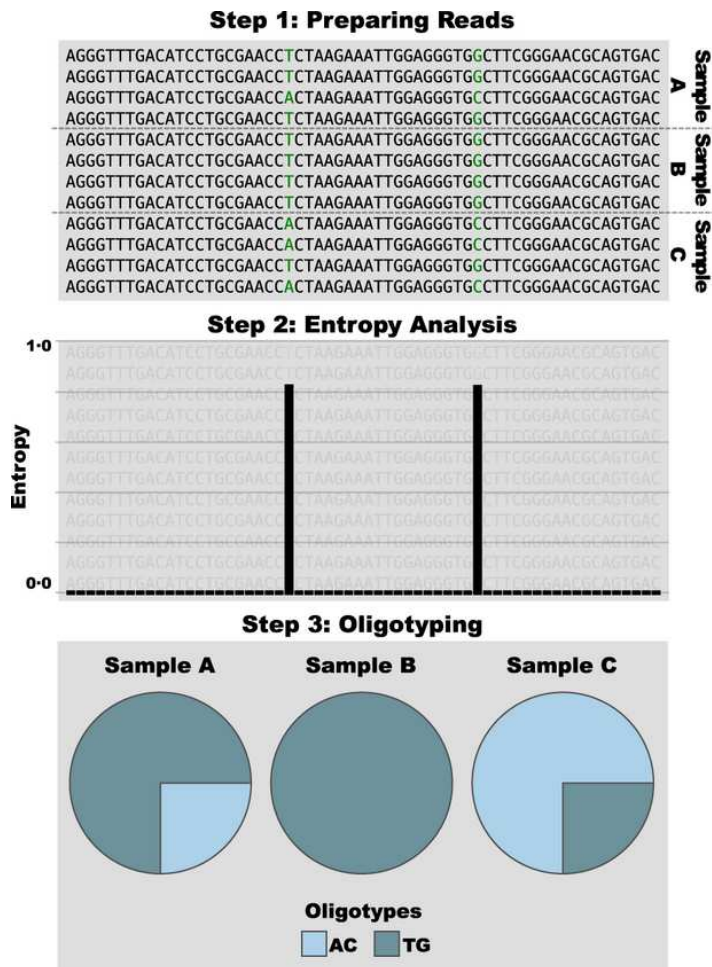 Step 1: Preparing Reads
AGGGTTTGACATCCTGCGAACCTCTAAGAAATTGGAGGGTGGCTTCGGGAACGCAGTGAC
AGGGTTTGACATCCTGCGAACCTCTAAGAAATTGGAGGGTGGCTTCGGGAACGCAGTGAC
AGGGTTTGACATCCTGCGAACCACTAAGAAATTGGAGGGTGCCTTCGGGAACGCAGTGAC
AGGGTTTGACATCCTGCGAACCTCTAAGAAATTGGAGGGTGGCTTCGGGAACGCAGTGAC
Sample A
AGGGTTTGACATCCTGCGAACCTCTAAGAAATTGGAGGGTGGCTTCGGGAACGCAGTGAC
AGGGTTTGACATCCTGCGAACCTCTAAGAAATTGGAGGGTGGCTTCGGGAACGCAGTGAC
AGGGTTTGACATCCTGCGAACCTCTAAGAAATTGGAGGGTGGCTTCGGGAACGCAGTGAC
AGGGTTTGACATCCTGCGAACCTCTAAGAAATTGGAGGGTGGCTTCGGGAACGCAGTGAC
Sample B
AGGGTTTGACATCCTGCGAACCACTAAGAAATTGGAGGGTGCCTTCGGGAACGCAGTGAC
AGGGTTTGACATCCTGCGAACCACTAAGAAATTGGAGGGTGCCTTCGGGAACGCAGTGAC
AGGGTTTGACATCCTGCGAACCTCTAAGAAATTGGAGGGTGGCTTCGGGAACGCAGTGAC
AGGGTTTGACATCCTGCGAACCACTAAGAAATTGGAGGGTGCCTTCGGGAACGCAGTGAC
Sample C
Step 2: Entropy Analysis
1·0
Entropy
0·0
Step 3: Oligotyping
Sample A
Sample B
Sample C
Oligotypes
AC
TG